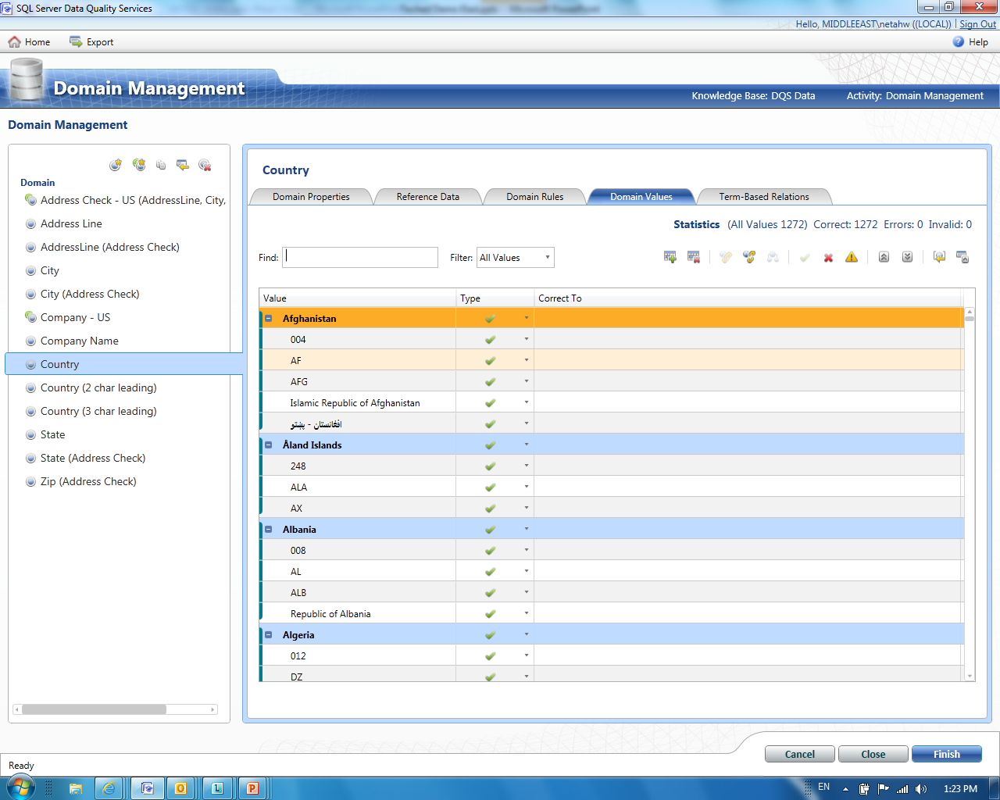 SQL Server Data Quality Services
Hello, MIDDLEEAST\netahw ((LOCAL)) | Sign Out
Home
Export
Help
Domain Management
Knowledge Base: DQS Data
Activity: Domain Management
Domain Management
Domain
Address Check - US (AddressLine, City,
Address Line
AddressLine (Address Check)
City
City (Address Check)
Company - US
Company Name
Country
Country (2 char leading)
Country (3 char leading)
State
State (Address Check)
Zip (Address Check)
Country
Domain Properties
Reference Data
Domain Rules
Domain Values
Term-Based Relations
Statistics (All Values 1272) Correct: 1272 Errors: 0 Invalid: 0
Find:
Filter: All Values
Value Type Correct To
Afghanistan
004
AF
AFG
Islamic Republic of Afghanistan
افغانستان - پښتو
Åland Islands
248
ALA
AX
Albania
008
AL
ALB
Republic of Albania
Algeria
012
DZ
Cancel
Close
Finish
Ready
EN
1:23 PM